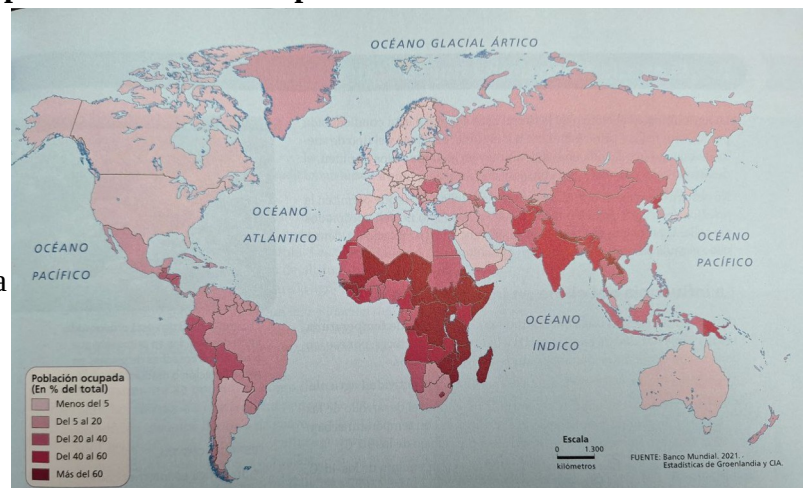 OCÉANO GLACIAL ÁRTICO
OCÉANO
ATLÁNTICO
OCÉANO
PACÍFICO
OCÉANO
PACÍFICO
a
OCÉANO
ÍNDICO
Población ocupada
(En % del total)
Menos del 5
Del 5 al 20
Del 20 al 40
Del 40 al 60
Más del 60
Escala
0 1.300
kilómetros
FUENTE: Banco Mundial. 2021. -
Estadísticas de Groenlandia y CIA.